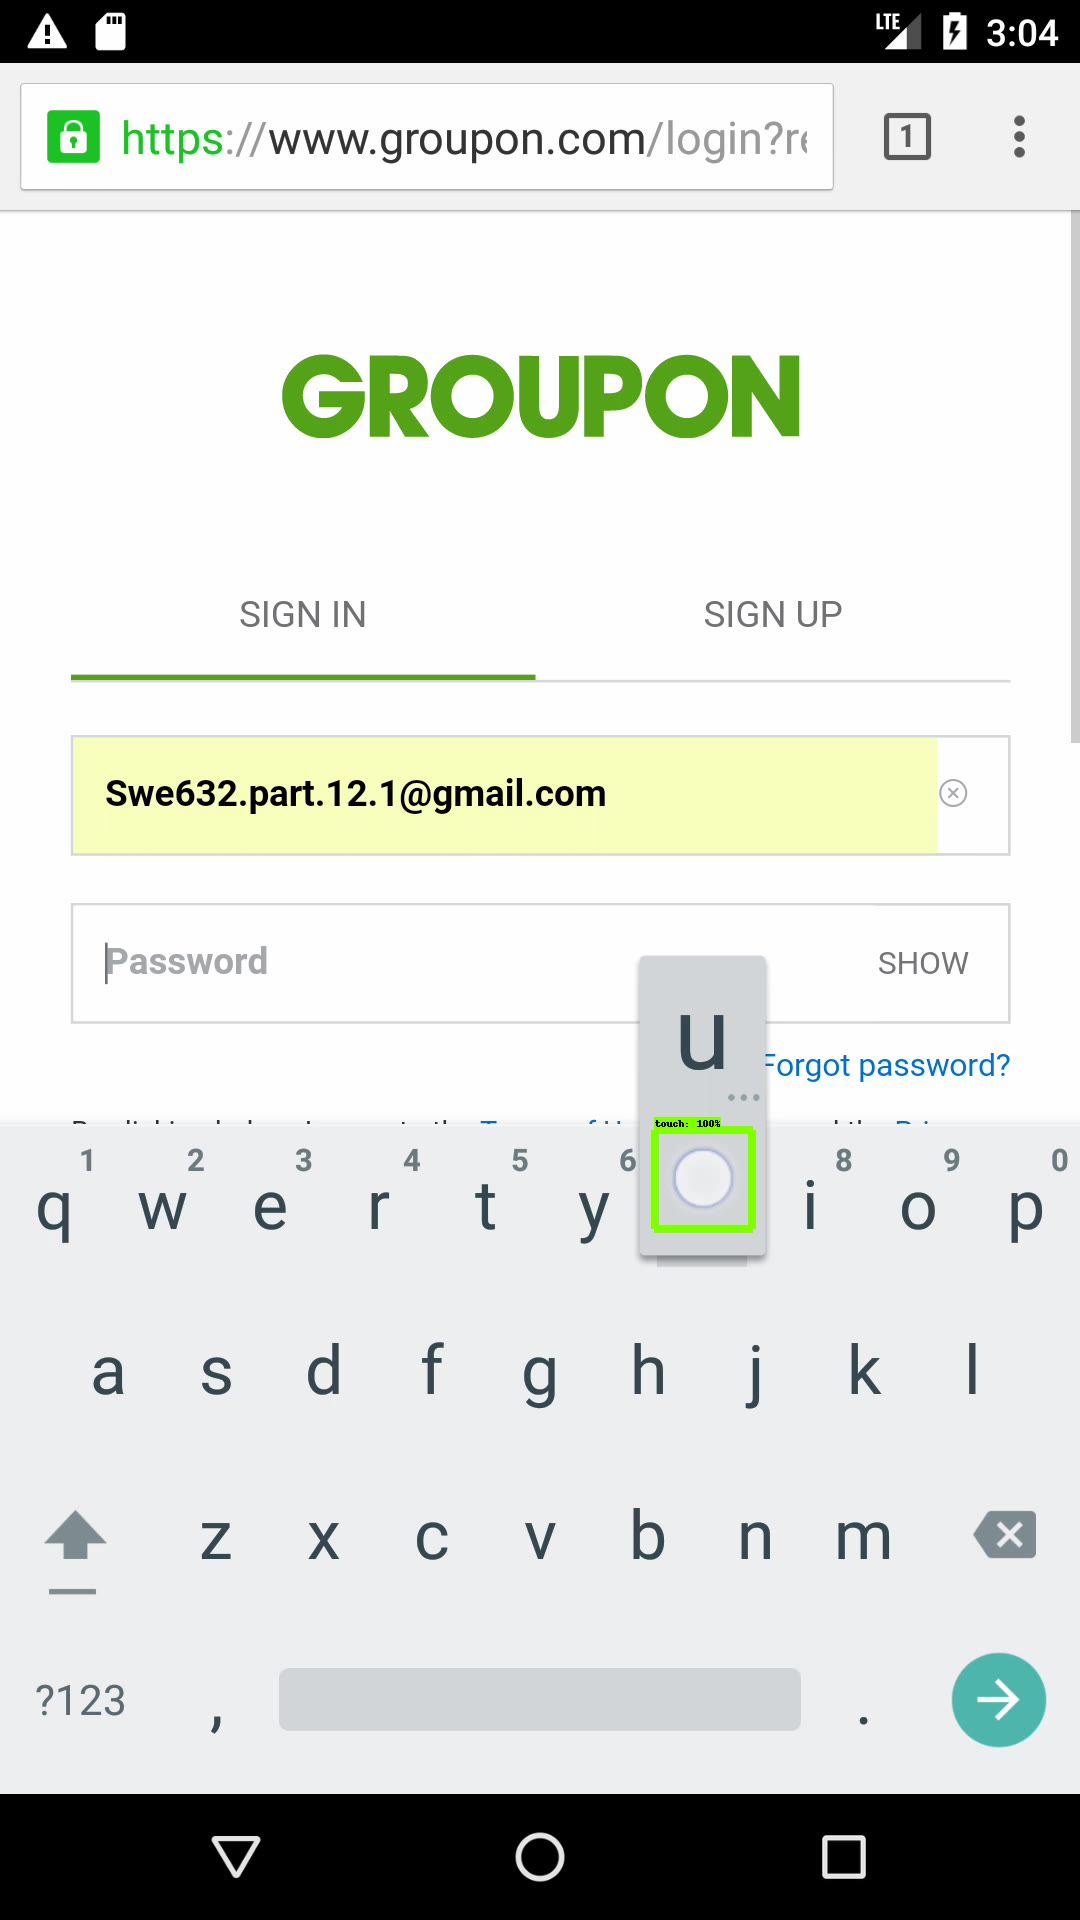 LTE 3:04
https://www.groupon.com/login?re
1
GROUPON
SIGN IN SIGN UP
Swe632.part.12.1@gmail.com
Password SHOW
u
Forgot password?
touch: 100%
1 2 3 4 5 6 8 9 0
q w e r t y i o p
a s d f g h j k l
z x c v b n m
?123 , .